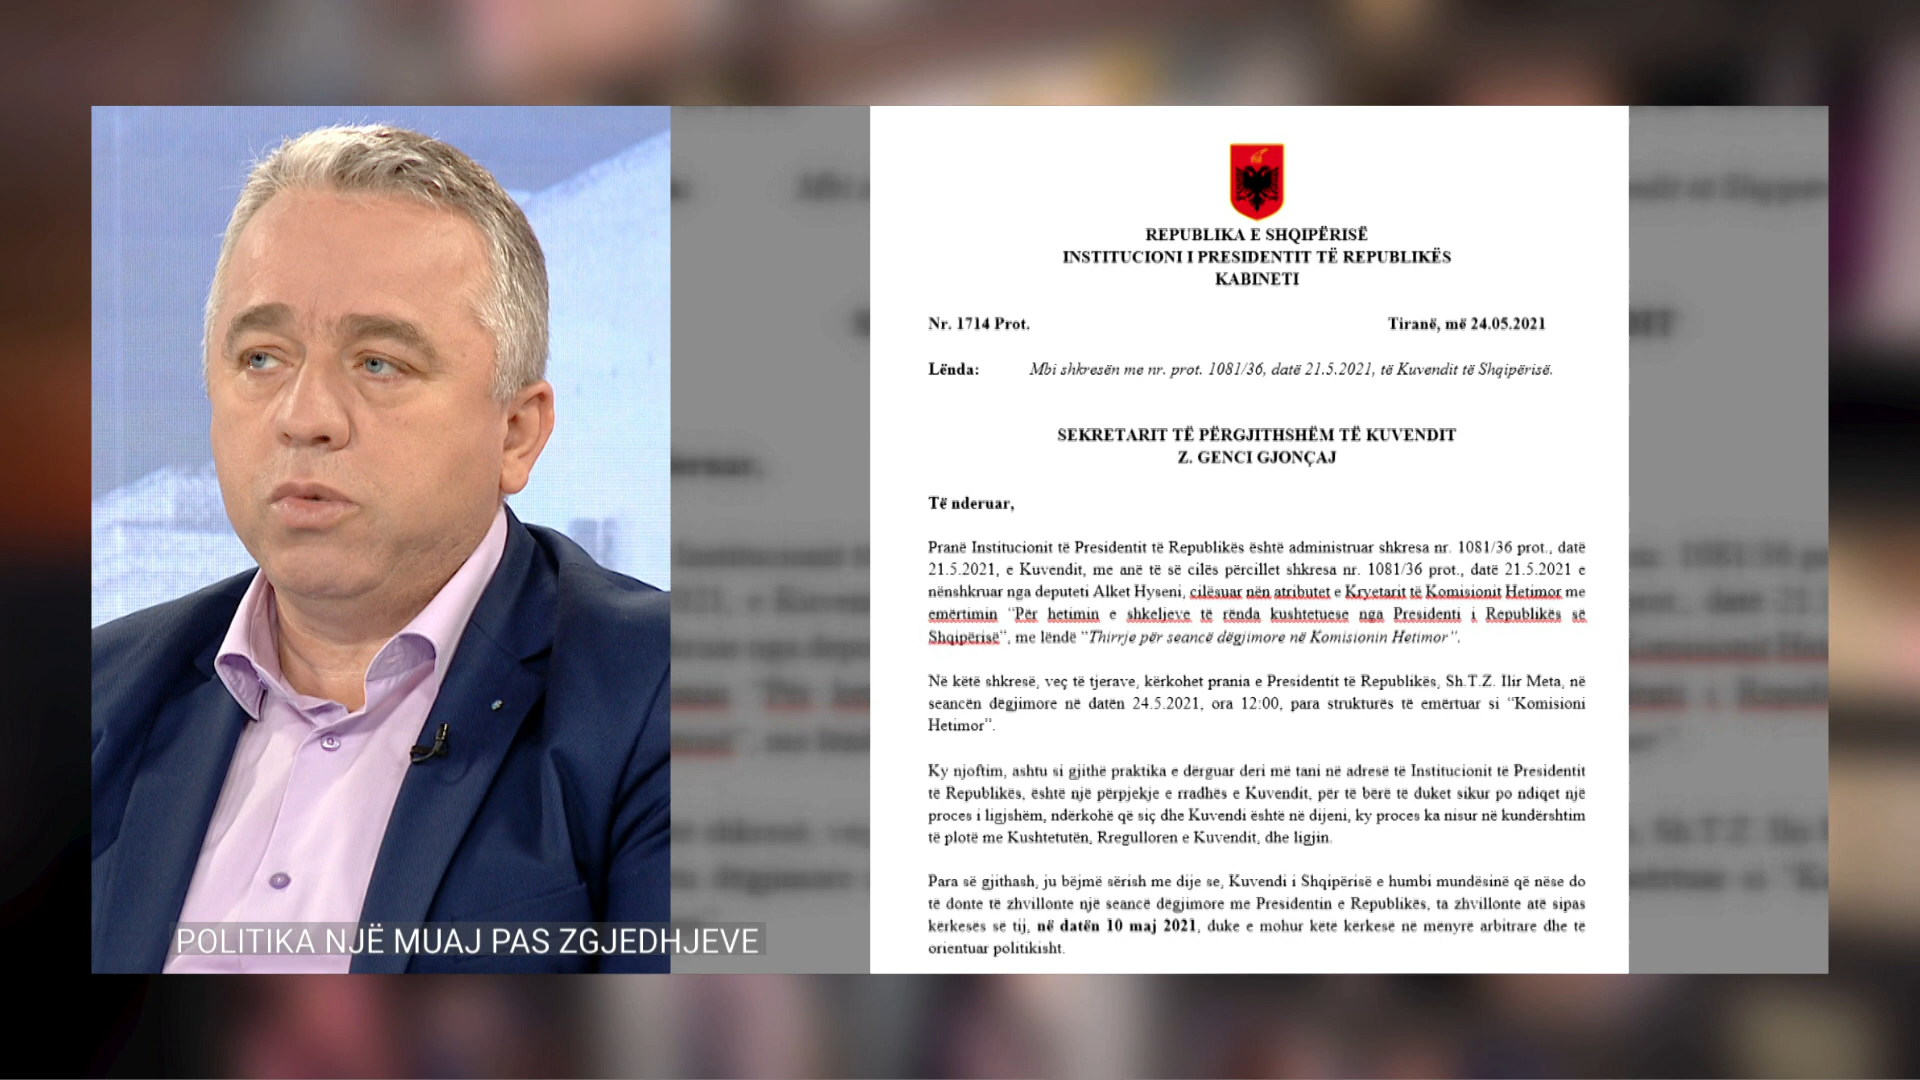 REPUBLIKA E SHQIPËRISË
INSTITUCIONI I PRESIDENTIT TË REPUBLIKËS
KABINETI
Nr. 1714 Prot. Tiranë, më 24.05.2021
Lënda: Mbi shkresën me nr. prot. 1081/36, datë 21.5.2021, të Kuvendit të Shqipërisë.
SEKRETARIT TË PËRGJITHSHËM TË KUVENDIT
Z. GENCI GJONÇAJ
Të nderuar,
Pranë Institucionit të Presidentit të Republikës është administruar shkresa nr. 1081/36 prot., datë
21.5.2021, e Kuvendit, me anë të së cilës përcillet shkresa nr. 1081/36 prot., datë 21.5.2021 e
nënshkruar nga deputeti Alket Hyseni, cilësuar nën atributet e Kryetarit të Komisionit Hetimor me
emërtimin “Për hetimin e shkeljeve të rënda kushtetuese nga Presidenti i Republikës së
Shqipërisë”, me lëndë “Thirrje për seancë dëgjimore në Komisionin Hetimor”.
Në këtë shkresë, veç të tjerave, kërkohet prania e Presidentit të Republikës, Sh.T.Z. Ilir Meta, në
seancën dëgjimore në datën 24.5.2021, ora 12:00, para strukturës të emërtuar si “Komisioni
Hetimor”.
Ky njoftim, ashtu si gjithë praktika e dërguar deri më tani në adresë të Institucionit të Presidentit
të Republikës, është një përpjekje e rradhës e Kuvendit, për të bërë të duket sikur po ndiqet një
proces i ligjshëm, ndërkohë që siç dhe Kuvendi është në dijeni, ky proces ka nisur në kundërshtim
të plotë me Kushtetutën, Rregulloren e Kuvendit, dhe ligjin.
Para së gjithash, ju bëjmë sërish me dije se, Kuvendi i Shqipërisë e humbi mundësinë që nëse do
të donte të zhvillonte një seancë dëgjimore me Presidentin e Republikës, ta zhvillonte atë sipas
kërkesës së tij, në datën 10 maj 2021, duke e mohur këtë kërkesë në mënyrë arbitrare dhe të
orientuar politikisht.
POLITIKA NJË MUAJ PAS ZGJEDHJEVE